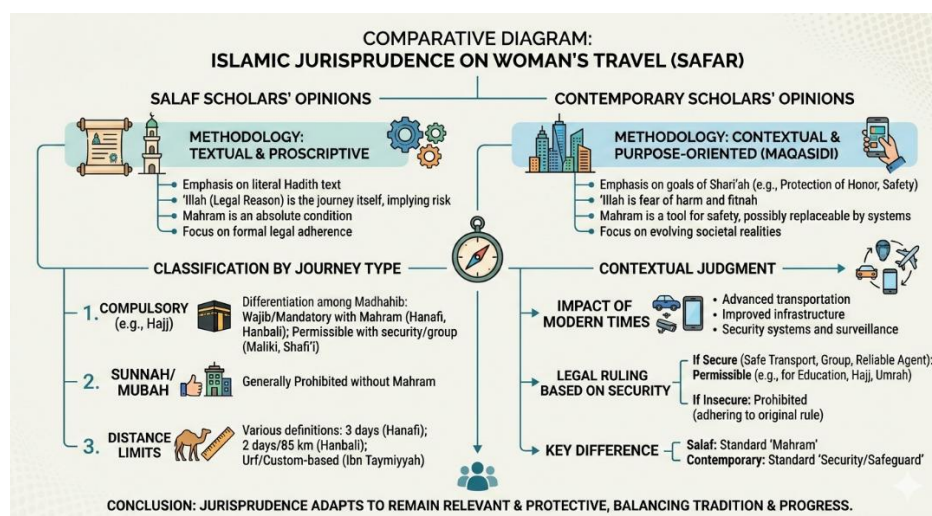 COMPARATIVE DIAGRAM:
ISLAMIC JURISPRUDENCE ON WOMAN'S TRAVEL (SAFAR)
SALAF SCHOLARS' OPINIONS
METHODOLOGY:
TEXTUAL & PROSCRIPTIVE
Emphasis on literal Hadith text
'Illah (Legal Reason) is the journey itself, implying risk
Mahram is an absolute condition
Focus on formal legal adherence
CLASSIFICATION BY JOURNEY TYPE
1. COMPULSORY
(e.g., Hajj)
Differentiation among Madhahib:
Wajib/Mandatory with Mahram (Hanafi,
Hanbali); Permissible with security/group
(Maliki, Shafi'i)
2. SUNNAH/
MUBAH
Generally Prohibited without Mahram
3. DISTANCE
LIMITS
Various definitions: 3 days (Hanafi);
2 days/85 km (Hanbali);
Urf/Custom-based (Ibn Taymiyyah)
CONTEMPORARY SCHOLARS' OPINIONS
METHODOLOGY: CONTEXTUAL &
PURPOSE-ORIENTED (MAQASIDI)
Emphasis on goals of Shari'ah (e.g., Protection of Honor, Safety)
'Illah is fear of harm and fitnah
Mahram is a tool for safety, possibly replaceable by systems
Focus on evolving societal realities
CONTEXTUAL JUDGMENT
IMPACT OF
MODERN TIMES
• Advanced transportation
• Improved infrastructure
• Security systems and surveillance
LEGAL RULING
BASED ON SECURITY
If Secure (Safe Transport, Group, Reliable Agent):
Permissible (e.g., for Education, Hajj, Umrah)
If Insecure: Prohibited
(adhering to original rule)
KEY DIFFERENCE
Salaf: Standard 'Mahram'
Contemporary: Standard 'Security/Safeguard'
CONCLUSION: JURISPRUDENCE ADAPTS TO REMAIN RELEVANT & PROTECTIVE, BALANCING TRADITION & PROGRESS.